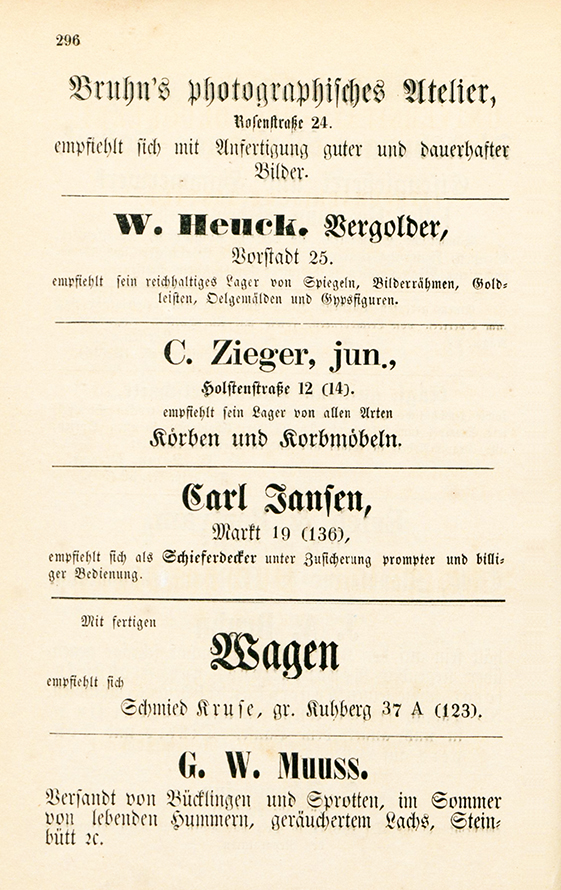 296
Bruhn's photographisches Atelier,
Rosenstraße 24.
empfiehlt sich mit Anfertigung guter und dauerhafter
Bilder.
W. Heuck. Vergolder,
Vorstadt 25.
empfiehlt sein reichhaltiges Lager von Spiegeln, Bilderrähmen, Gold-
leisten, Oelgemälden und Gypsfiguren.
C. Zieger, jun.,
Holstenstraße 12 (14).
empfiehlt sein Lager von allen Arten
Körben und Korbmöbeln.
Carl Jansen,
Markt 19 (136),
empfiehlt sich als Schieferdecker unter Zusicherung prompter und billi-
ger Bedienung.
Mit fertigen
Wagen
empfiehlt sich
Schmied Kruse, gr. Kuhberg 37 A (123).
G. W. Muuss.
Versandt von Bücklingen und Sprotten, im Sommer
von lebenden Hummern, geräuchertem Lachs, Stein-
bütt ꝛc.